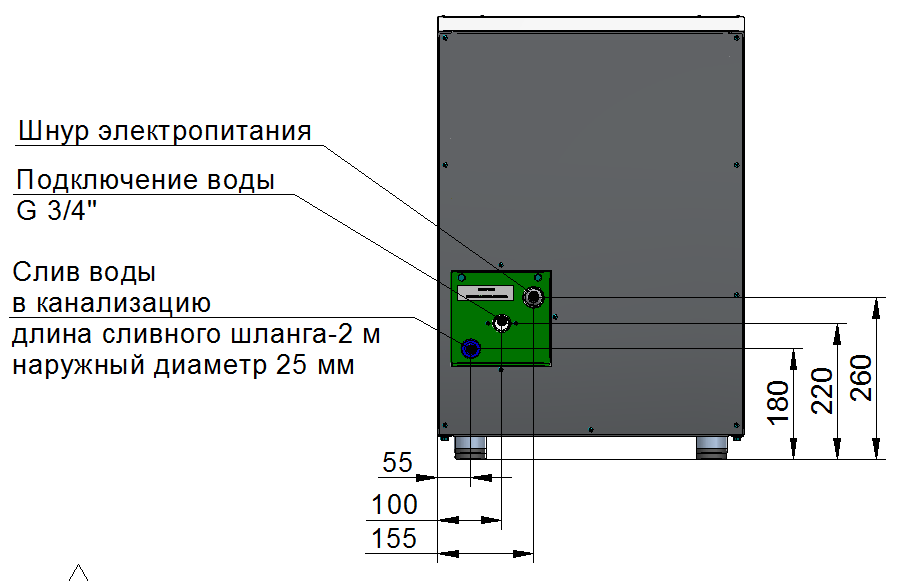 Шнур электропитания
Подключение воды
G 3/4"
Слив воды
в канализацию
длина сливного шланга-2 м
наружный диаметр 25 мм
180
220
260
55
100
155